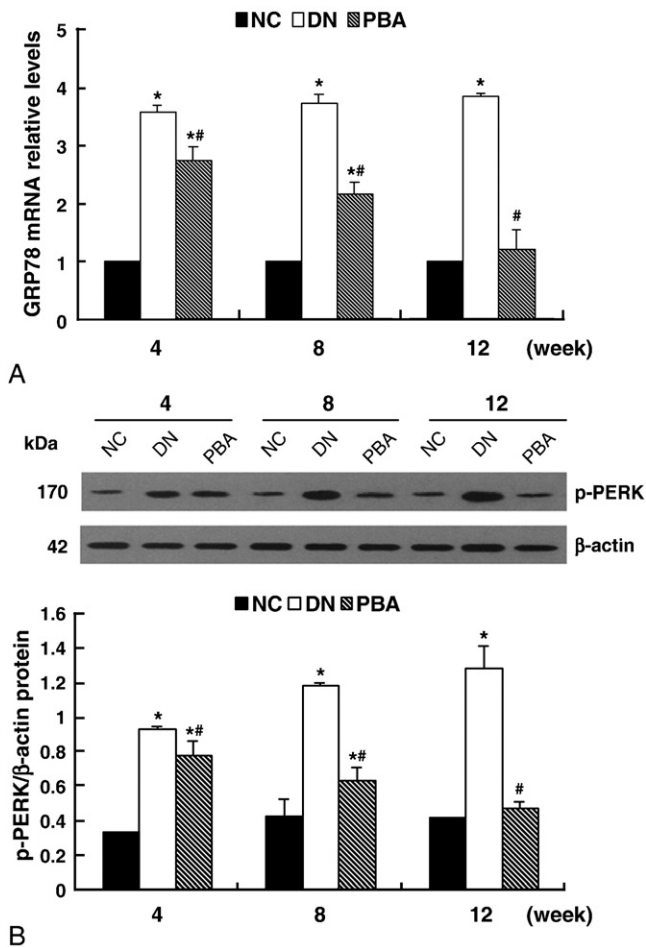 NC DN PBA
GRP78 mRNA relative levels
5
4
3
2
1
0
* *# * *# * #
4 8 12 (week)
A
4 8 12
kDa NC DN PBA NC DN PBA NC DN PBA
170 p-PERK
42 β-actin
NC DN PBA
p-PERK/β-actin protein
1.6
1.4
1.2
1
0.8
0.6
0.4
0.2
0
* *# * *# * #
4 8 12 (week)
B